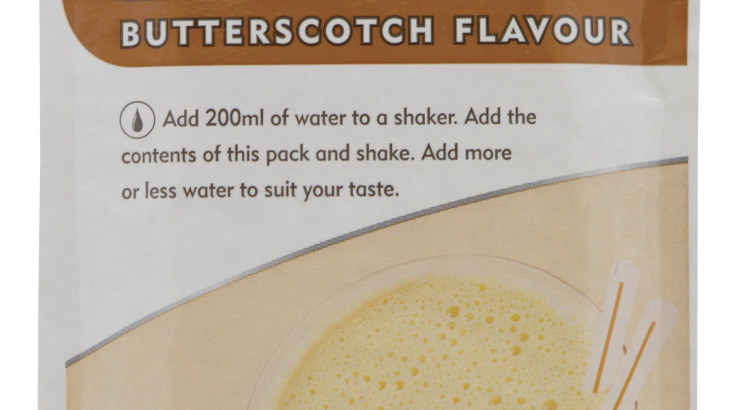 BUTTERSCOTCH FLAVOUR
Add 200ml of water to a shaker. Add the
contents of this pack and shake. Add more
or less water to suit your taste.